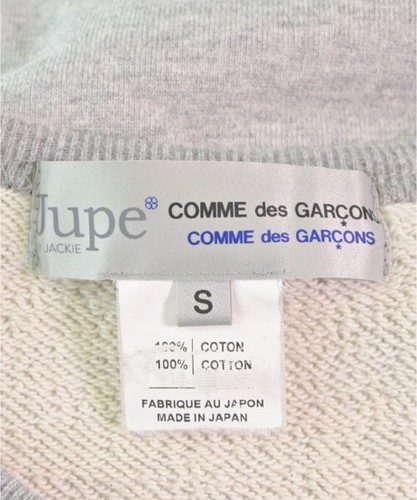 Jupe COMME des GARÇONS
BY JACKIE COMME des GARÇONS
S
100% COTON
100% COTTON
FABRIQUE AU JAPON
MADE IN JAPAN